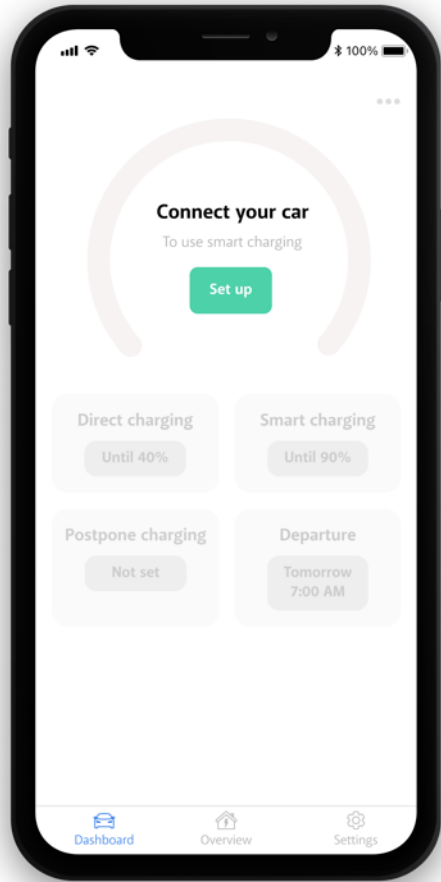 100%
Connect your car
To use smart charging
Set up
Direct charging
Until 40%
Smart charging
Until 90%
Postpone charging
Not set
Departure
Tomorrow
7:00 AM
Dashboard
Overview
Settings